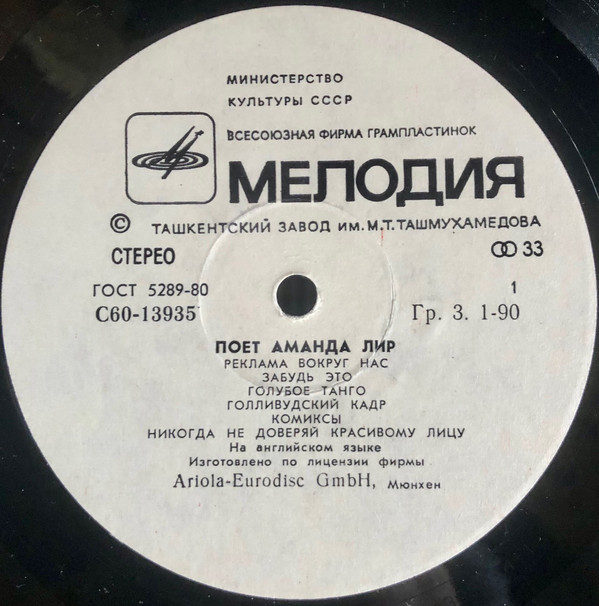 МИНИСТЕРСТВО
КУЛЬТУРЫ СССР
ВСЕСОЮЗНАЯ ФИРМА ГРАМПЛАСТИНОК
МЕЛОДИЯ
© ТАШКЕНТСКИЙ ЗАВОД ИМ. М.Т. ТАШМУХАМЕДОВА
СТЕРЕО 33
ГОСТ 5289-80 1
С60-13935 Гр. 3. 1-90
ПОЕТ АМАНДА ЛИР
РЕКЛАМА ВОКРУГ НАС
ЗАБУДЬ ЭТО
ГОЛУБОЕ ТАНГО
ГОЛЛИВУДСКИЙ КАДР
КОМИКСЫ
НИКОГДА НЕ ДОВЕРЯЙ КРАСИВОМУ ЛИЦУ
На английском языке
Изготовлено по лицензии фирмы
Ariola-Eurodisc GmbH, Мюнхен